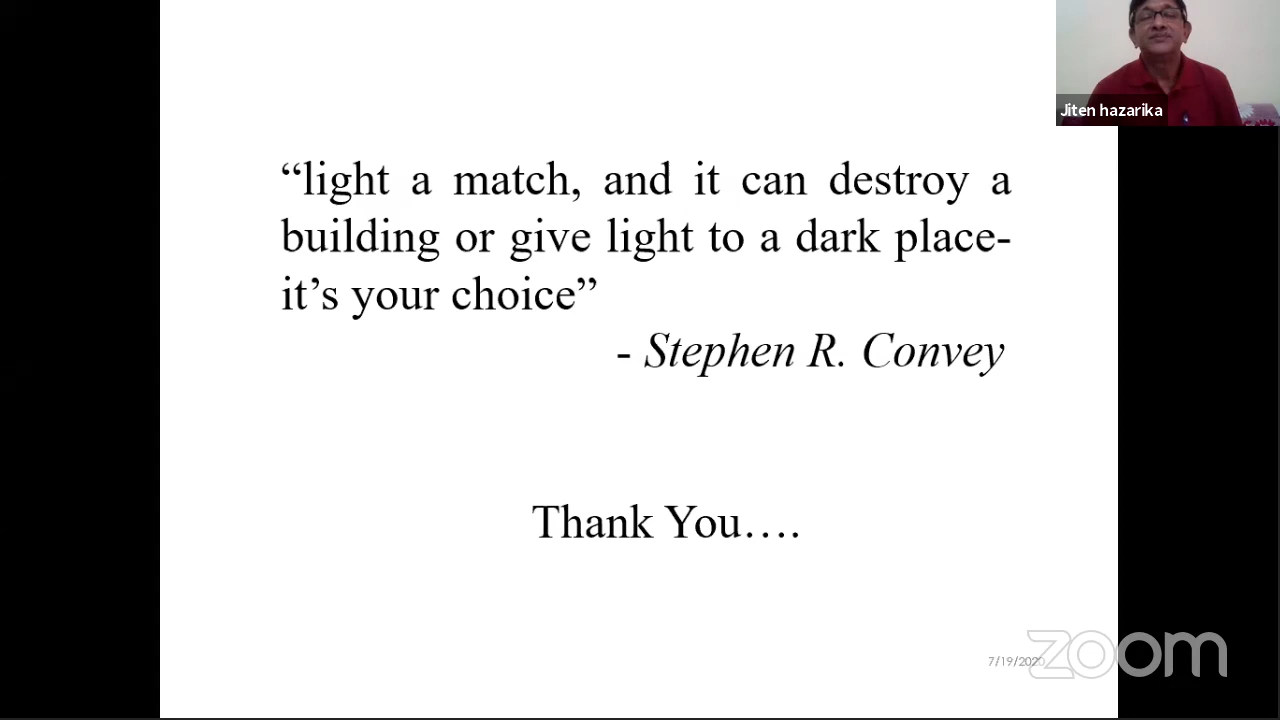 Jiten hazarika
“light a match, and it can destroy a
building or give light to a dark place-
it’s your choice”
- Stephen R. Convey
Thank You….
7/19/2020
zoom